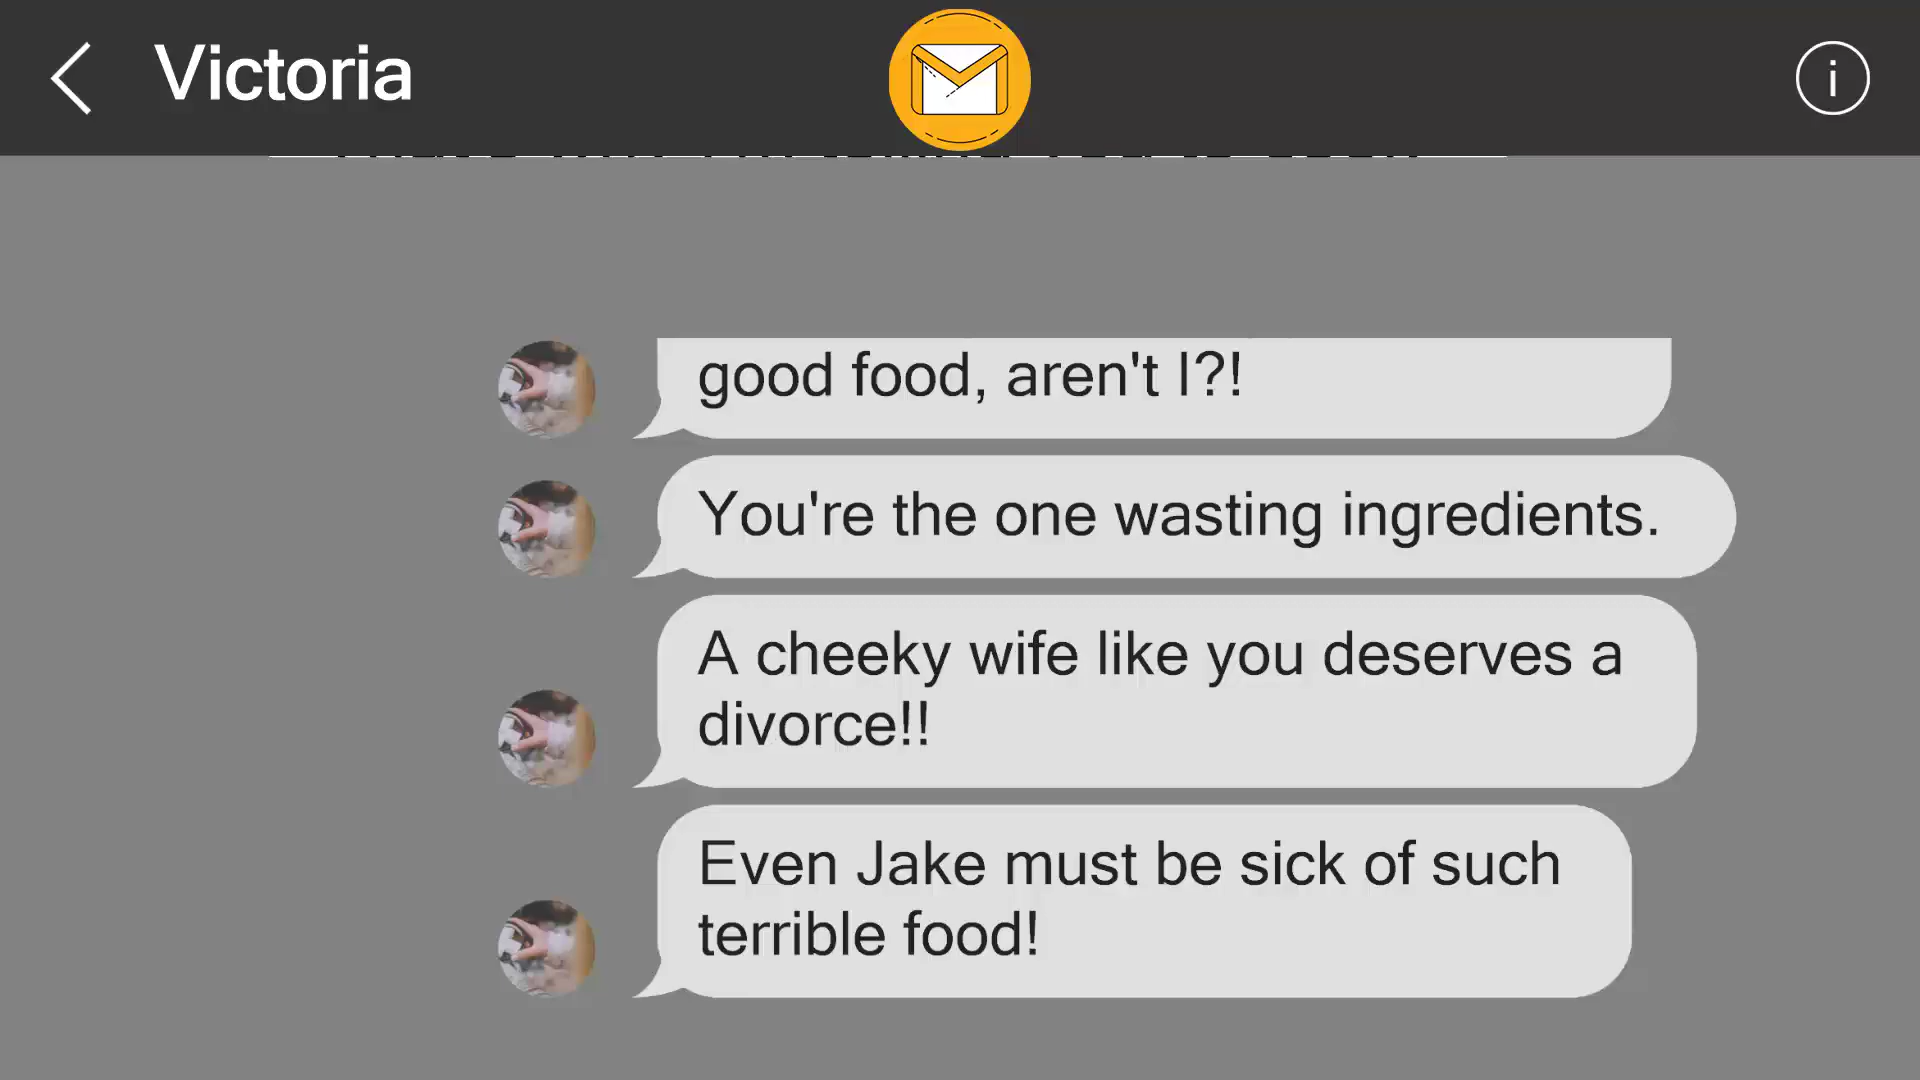 Victoria
good food, aren't I?!
You're the one wasting ingredients.
A cheeky wife like you deserves a
divorce!!
Even Jake must be sick of such
terrible food!